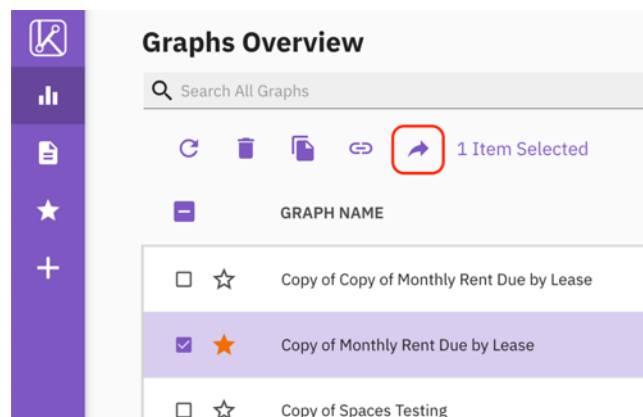 Graphs Overview
Search All Graphs
1 Item Selected
GRAPH NAME
Copy of Copy of Monthly Rent Due by Lease
Copy of Monthly Rent Due by Lease
Copy of Spaces Testing